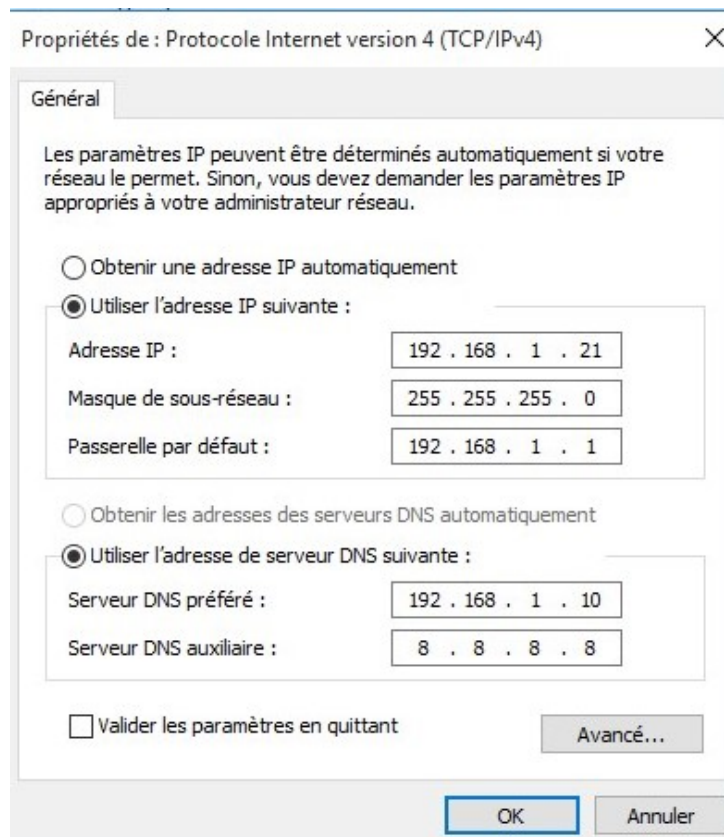 Propriétés de : Protocole Internet version 4 (TCP/IPv4)
Général
Les paramètres IP peuvent être déterminés automatiquement si votre
réseau le permet. Sinon, vous devez demander les paramètres IP
appropriés à votre administrateur réseau.
Obtenir une adresse IP automatiquement
Utiliser l'adresse IP suivante :
Adresse IP : 192 . 168 . 1 . 21
Masque de sous-réseau : 255 . 255 . 255 . 0
Passerelle par défaut : 192 . 168 . 1 . 1
Obtenir les adresses des serveurs DNS automatiquement
Utiliser l'adresse de serveur DNS suivante :
Serveur DNS préféré : 192 . 168 . 1 . 10
Serveur DNS auxiliaire : 8 . 8 . 8 . 8
Valider les paramètres en quittant
Avancé...
OK Annuler